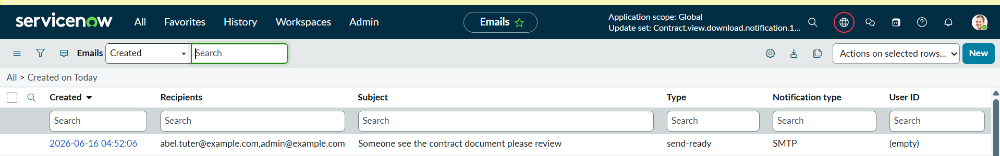 servicenow All Favorites History Workspaces Admin Emails Application scope: Global
Update set: Contract.view.download.notification.1...
Emails Created Search Actions on selected rows... New
All > Created on Today
Created Recipients Subject Type Notification type User ID
Search Search Search Search Search Search
2026-06-16 04:52:06 abel.tuter@example.com,admin@example.com Someone see the contract document please review send-ready SMTP (empty)